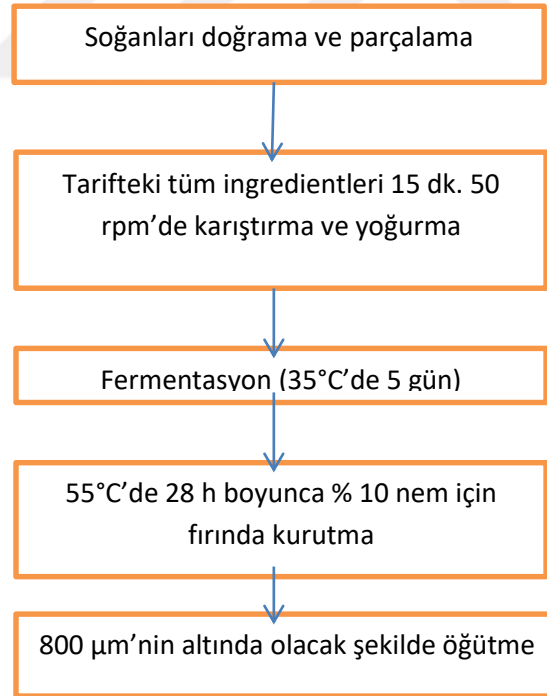 Soğanları doğrama ve parçalama
Tarifteki tüm ingredientleri 15 dk. 50
rpm’de karıştırma ve yoğurma
Fermentasyon (35°C’de 5 gün)
55°C’de 28 h boyunca % 10 nem için
fırında kurutma
800 µm’nin altında olacak şekilde öğütme